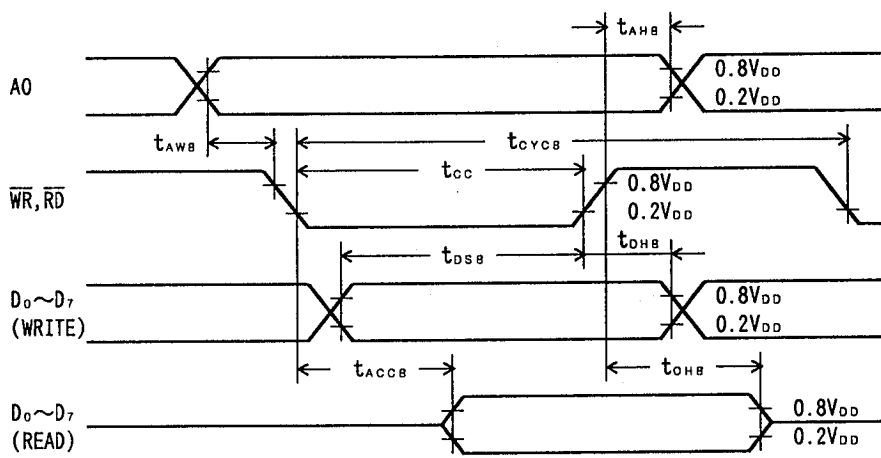 tAH8
A0
0.8VDD
0.2VDD
tAW8
tCYC8
tCC
WR,RD
0.8VDD
0.2VDD
tDS8
tDH8
D0~D7
(WRITE)
0.8VDD
0.2VDD
tACC8
tOH8
D0~D7
(READ)
0.8VDD
0.2VDD